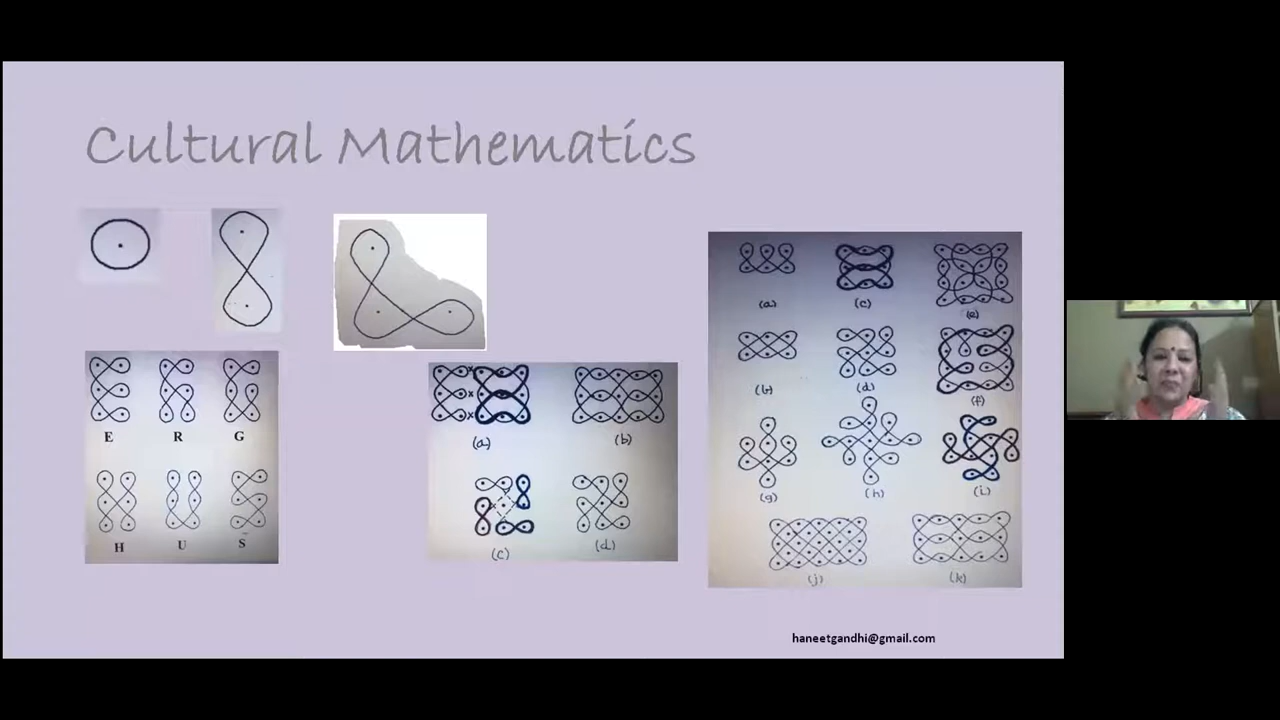 Cultural Mathematics
E R G
H U S
(a) (b)
(c) (d)
(a) (c) (e)
(b) (d) (f)
(g) (h) (i)
(j) (k)
haneetgandhi@gmail.com